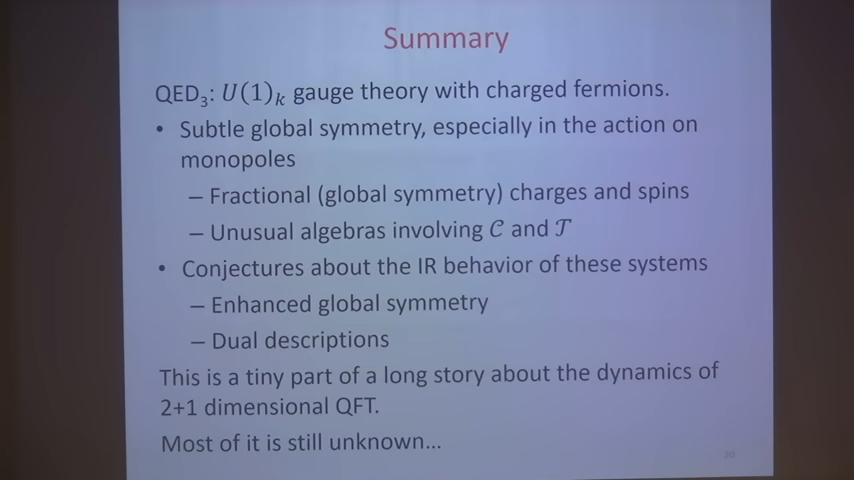 Summary
QED₃: U(1)ₖ gauge theory with charged fermions.
• Subtle global symmetry, especially in the action on
monopoles
– Fractional (global symmetry) charges and spins
– Unusual algebras involving 𝒞 and 𝒯
• Conjectures about the IR behavior of these systems
– Enhanced global symmetry
– Dual descriptions
This is a tiny part of a long story about the dynamics of
2+1 dimensional QFT.
Most of it is still unknown…